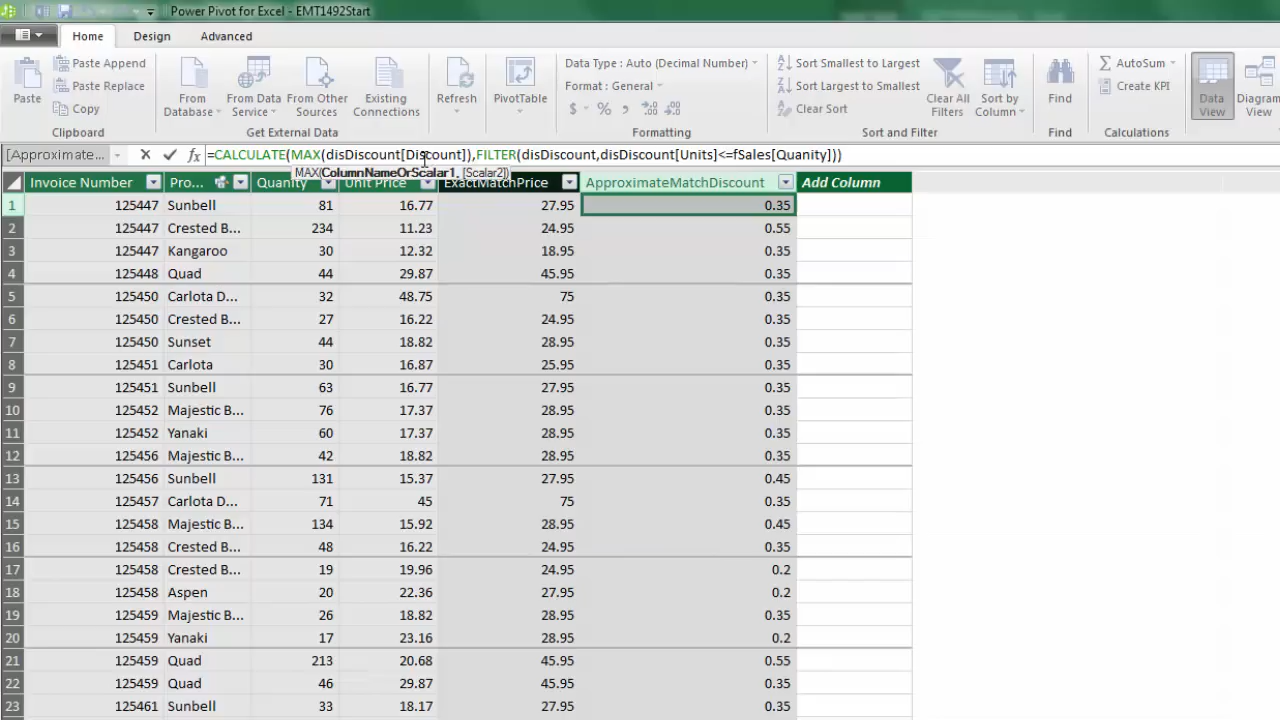 Power Pivot for Excel - EMT1492Start
Home Design Advanced
Paste Paste Append Paste Replace Copy
Clipboard
From Database From Data Service From Other Sources Existing Connections
Get External Data
Refresh
PivotTable
Data Type : Auto (Decimal Number)
Format : General
$ % , .00 .0
Formatting
Sort Smallest to Largest
Sort Largest to Smallest
Clear Sort
Clear All Filters
Sort by Column
Sort and Filter
Find
Find
AutoSum
Create KPI
Calculations
Data View
Diagram View
[Approximate... fx =CALCULATE(MAX(disDiscount[Discount]),FILTER(disDiscount,disDiscount[Units]<=fSales[Quanity]))
MAX(ColumnNameOrScalar1, [Scalar2])
Invoice Number Pro... Quanity Unit Price ExactMatchPrice ApproximateMatchDiscount Add Column
1 125447 Sunbell 81 16.77 27.95 0.35
2 125447 Crested B... 234 11.23 24.95 0.55
3 125447 Kangaroo 30 12.32 18.95 0.35
4 125448 Quad 44 29.87 45.95 0.35
5 125450 Carlota D... 32 48.75 75 0.35
6 125450 Crested B... 27 16.22 24.95 0.35
7 125450 Sunset 44 18.82 28.95 0.35
8 125451 Carlota 30 16.87 25.95 0.35
9 125451 Sunbell 63 16.77 27.95 0.35
10 125452 Majestic B... 76 17.37 28.95 0.35
11 125452 Yanaki 60 17.37 28.95 0.35
12 125456 Majestic B... 42 18.82 28.95 0.35
13 125456 Sunbell 131 15.37 27.95 0.45
14 125457 Carlota D... 71 45 75 0.35
15 125458 Majestic B... 134 15.92 28.95 0.45
16 125458 Crested B... 48 16.22 24.95 0.35
17 125458 Crested B... 19 19.96 24.95 0.2
18 125458 Aspen 20 22.36 27.95 0.2
19 125459 Majestic B... 26 18.82 28.95 0.35
20 125459 Yanaki 17 23.16 28.95 0.2
21 125459 Quad 213 20.68 45.95 0.55
22 125459 Quad 46 29.87 45.95 0.35
23 125461 Sunbell 33 18.17 27.95 0.35